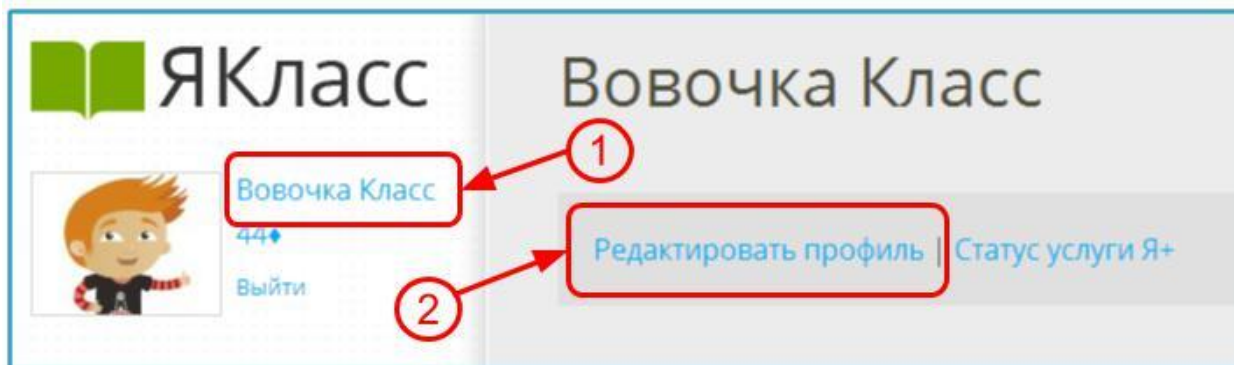 ЯКласс
Вовочка Класс
44♦
Выйти
Вовочка Класс
Редактировать профиль | Статус услуги Я+
1
2